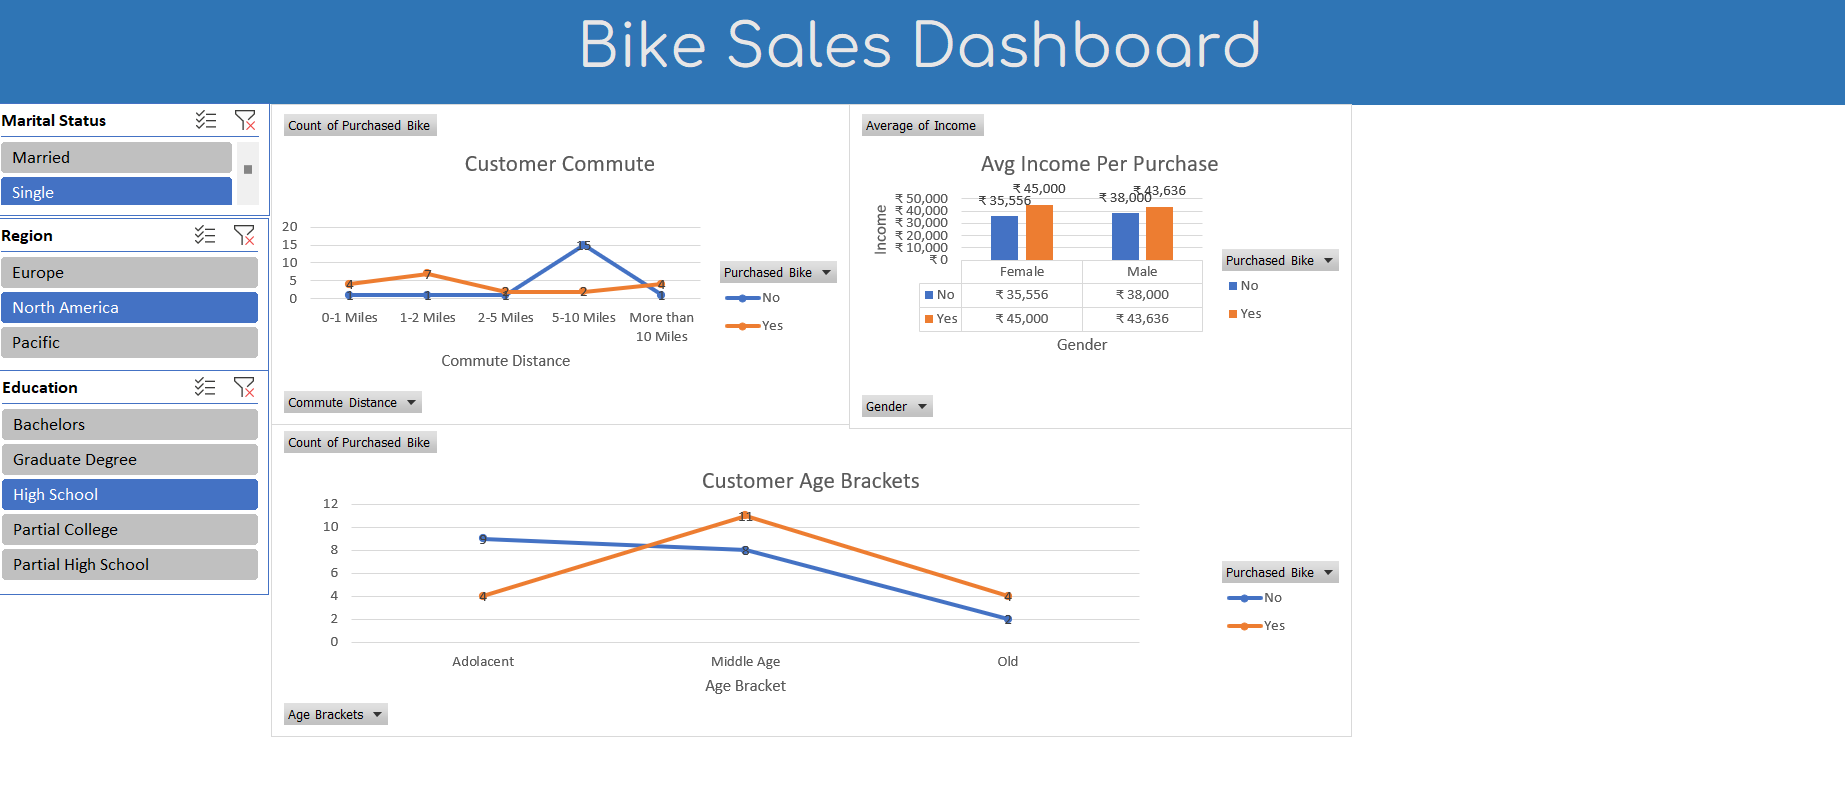 Bike Sales Dashboard
Marital Status
Married
Single
Region
Europe
North America
Pacific
Education
Bachelors
Graduate Degree
High School
Partial College
Partial High School
Count of Purchased Bike
Customer Commute
20
15
10
5
0
15
4
7
2
2
4
1
1
1
1
0-1 Miles
1-2 Miles
2-5 Miles
5-10 Miles
More than
10 Miles
Commute Distance
Purchased Bike
No
Yes
Commute Distance
Average of Income
Avg Income Per Purchase
Income
₹ 50,000
₹ 40,000
₹ 30,000
₹ 20,000
₹ 10,000
₹ 0
₹ 35,556
₹ 45,000
₹ 38,000
₹ 43,636
Female
Male
No
₹ 35,556
₹ 38,000
Yes
₹ 45,000
₹ 43,636
Gender
Purchased Bike
No
Yes
Gender
Count of Purchased Bike
Customer Age Brackets
12
10
8
6
4
2
0
9
8
2
4
11
4
Adolacent
Middle Age
Old
Age Bracket
Purchased Bike
No
Yes
Age Brackets